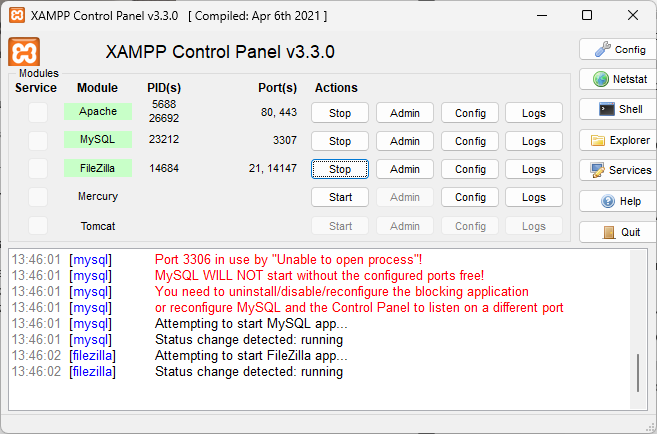 XAMPP Control Panel v3.3.0 [ Compiled: Apr 6th 2021 ]
XAMPP Control Panel v3.3.0
Config
Modules
Service Module PID(s) Port(s) Actions
Netstat
Apache 5688 26692 80, 443 Stop Admin Config Logs
Shell
MySQL 23212 3307 Stop Admin Config Logs
Explorer
FileZilla 14684 21, 14147 Stop Admin Config Logs
Services
Mercury Start Admin Config Logs
Help
Tomcat Start Admin Config Logs
Quit
13:46:01 [mysql] Port 3306 in use by "Unable to open process"!
13:46:01 [mysql] MySQL WILL NOT start without the configured ports free!
13:46:01 [mysql] You need to uninstall/disable/reconfigure the blocking application
13:46:01 [mysql] or reconfigure MySQL and the Control Panel to listen on a different port
13:46:01 [mysql] Attempting to start MySQL app...
13:46:01 [mysql] Status change detected: running
13:46:02 [filezilla] Attempting to start FileZilla app...
13:46:02 [filezilla] Status change detected: running